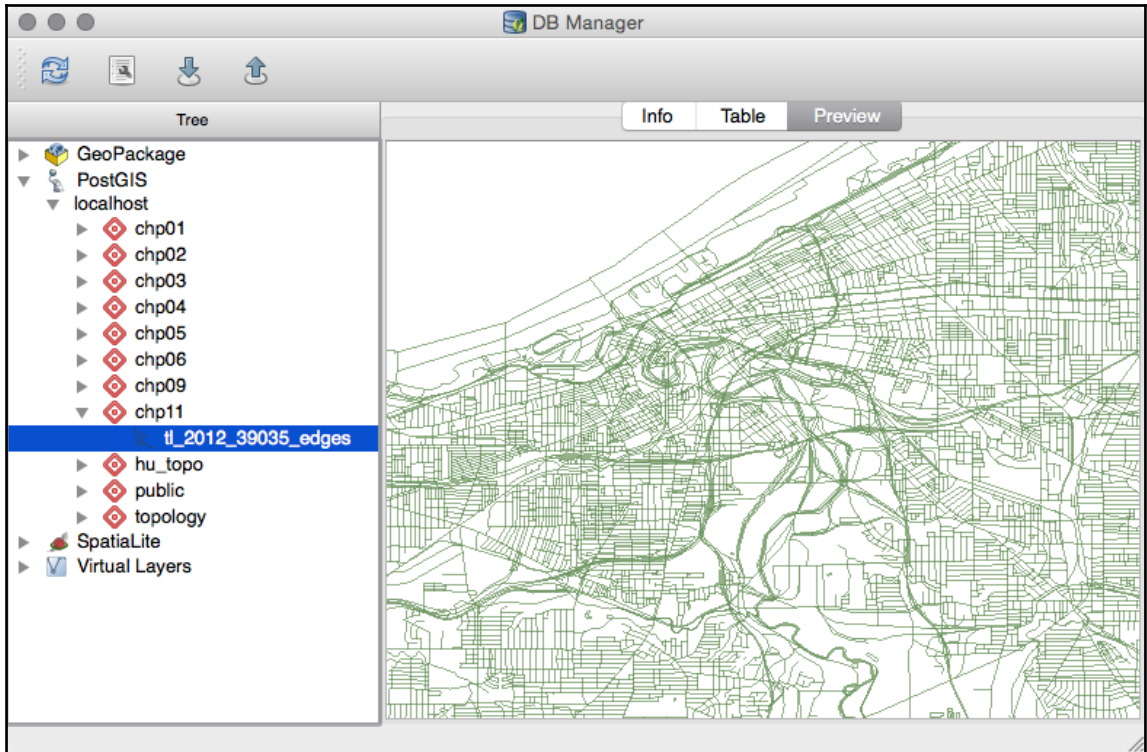 DB Manager
Tree
Info Table Preview
GeoPackage
PostGIS
localhost
chp01
chp02
chp03
chp04
chp05
chp06
chp09
chp11
tl_2012_39035_edges
hu_topo
public
topology
SpatiaLite
Virtual Layers